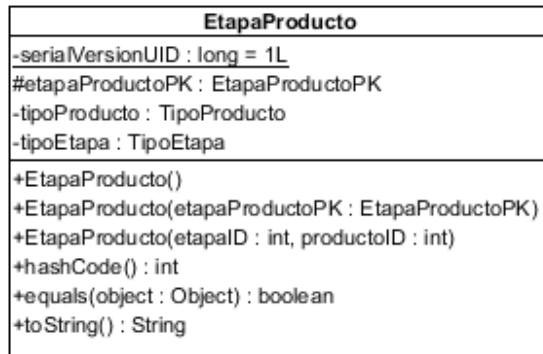 EtapaProducto
-serialVersionUID : long = 1L
#etapaProductoPK : EtapaProductoPK
-tipoProducto : TipoProducto
-tipoEtapa : TipoEtapa
+EtapaProducto()
+EtapaProducto(etapaProductoPK : EtapaProductoPK)
+EtapaProducto(etapaID : int, productoID : int)
+hashCode() : int
+equals(object : Object) : boolean
+toString() : String